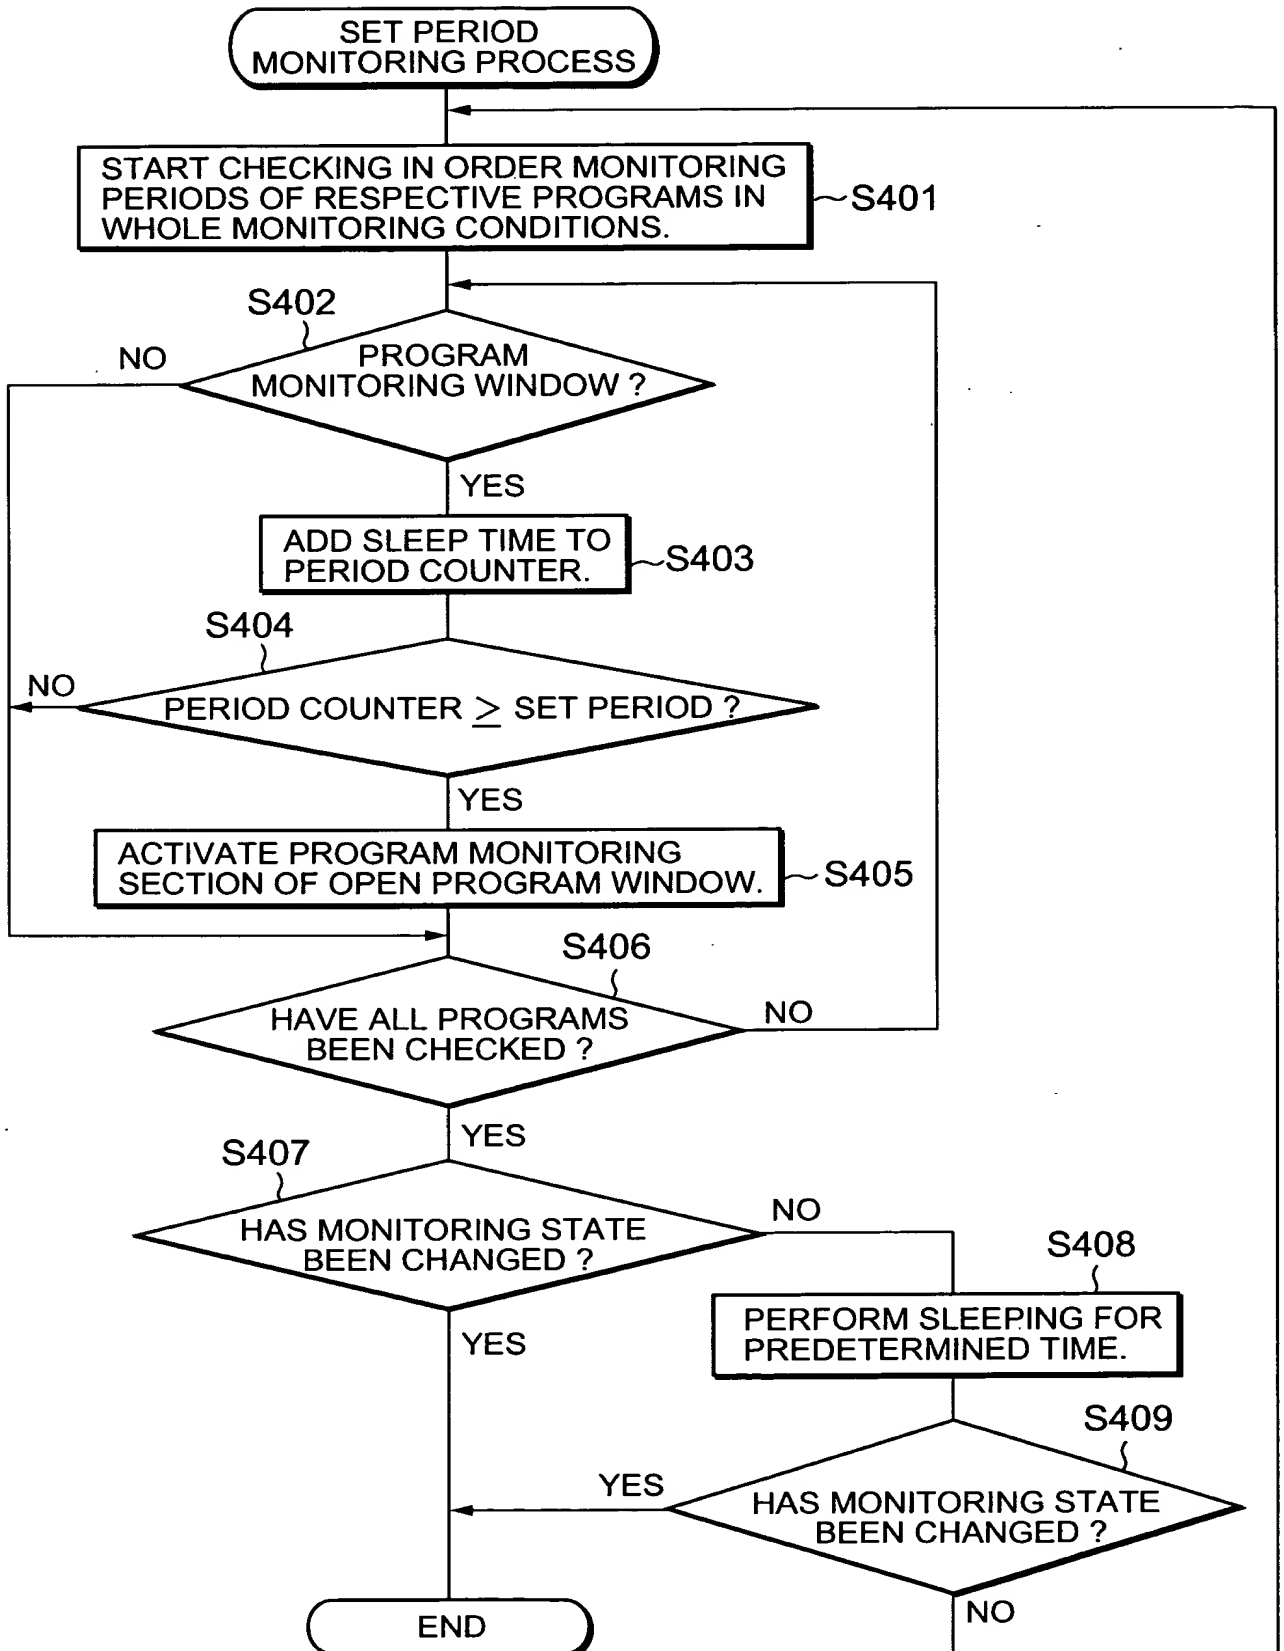 SET PERIOD
MONITORING PROCESS
START CHECKING IN ORDER MONITORING
PERIODS OF RESPECTIVE PROGRAMS IN
WHOLE MONITORING CONDITIONS.
S401
S402
NO
PROGRAM
MONITORING WINDOW ?
YES
ADD SLEEP TIME TO
PERIOD COUNTER.
S403
S404
NO
PERIOD COUNTER ≥ SET PERIOD ?
YES
ACTIVATE PROGRAM MONITORING
SECTION OF OPEN PROGRAM WINDOW.
S405
S406
HAVE ALL PROGRAMS
BEEN CHECKED ?
NO
YES
S407
HAS MONITORING STATE
BEEN CHANGED ?
NO
YES
S408
PERFORM SLEEPING FOR
PREDETERMINED TIME.
S409
HAS MONITORING STATE
BEEN CHANGED ?
YES
NO
END